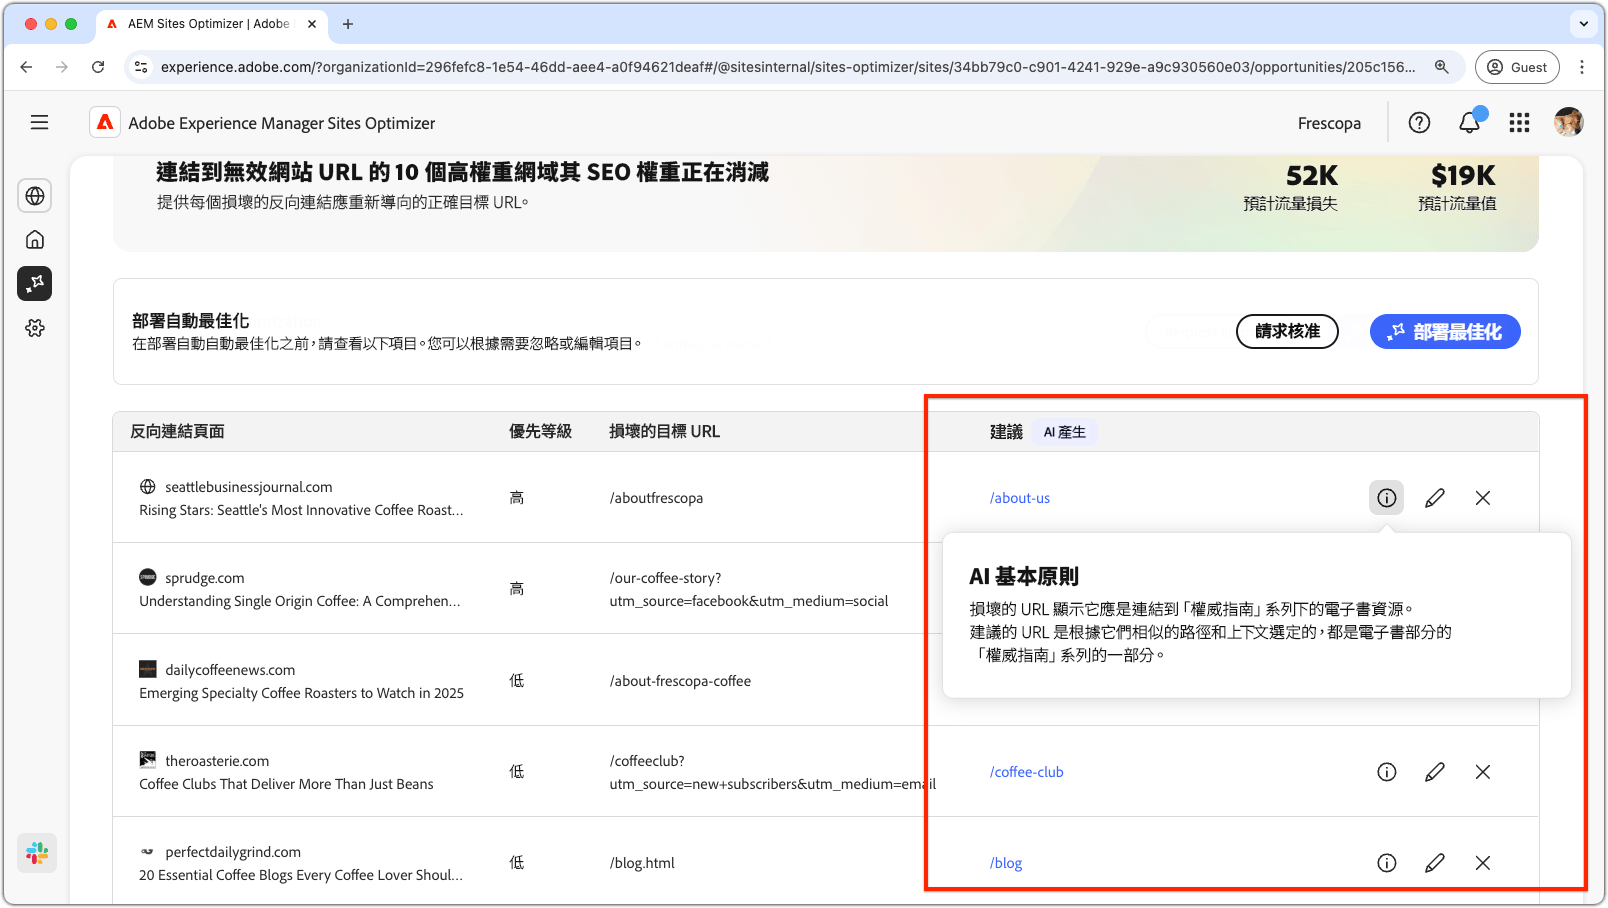 AEM Sites Optimizer | Adobe
experience.adobe.com/?organizationId=296fefc8-1e54-46dd-aee4-a0f94621deaf#/@sitesinternal/sites-optimizer/sites/34bb79c0-c901-4241-929e-a9c930560e03/opportunities/205c156...
Guest
Adobe Experience Manager Sites Optimizer
Frescopa
連結到無效網站 URL 的 10 個高權重網域其 SEO 權重正在消減
提供每個損壞的反向連結應重新導向的正確目標 URL。
52K
預計流量損失
$19K
預計流量值
部署自動最佳化
在部署自動自動最佳化之前，請查看以下項目。您可以根據需要忽略或編輯項目。
請求核准
部署最佳化
反向連結頁面 優先等級 損壞的目標 URL 建議 AI 產生
seattlebusinessjournal.com
Rising Stars: Seattle's Most Innovative Coffee Roast...
高
/aboutfrescopa
/about-us
sprudge.com
Understanding Single Origin Coffee: A Comprehen...
高
/our-coffee-story?
utm_source=facebook&utm_medium=social
AI 基本原則
損壞的 URL 顯示它應是連結到「權威指南」系列下的電子書資源。
建議的 URL 是根據它們相似的路徑和上下文選定的，都是電子書部分的
「權威指南」系列的一部分。
dailycoffeenews.com
Emerging Specialty Coffee Roasters to Watch in 2025
低
/about-frescopa-coffee
theroasterie.com
Coffee Clubs That Deliver More Than Just Beans
低
/coffeeclub?
utm_source=new+subscribers&utm_medium=email
/coffee-club
perfectdailygrind.com
20 Essential Coffee Blogs Every Coffee Lover Shoul...
低
/blog.html
/blog